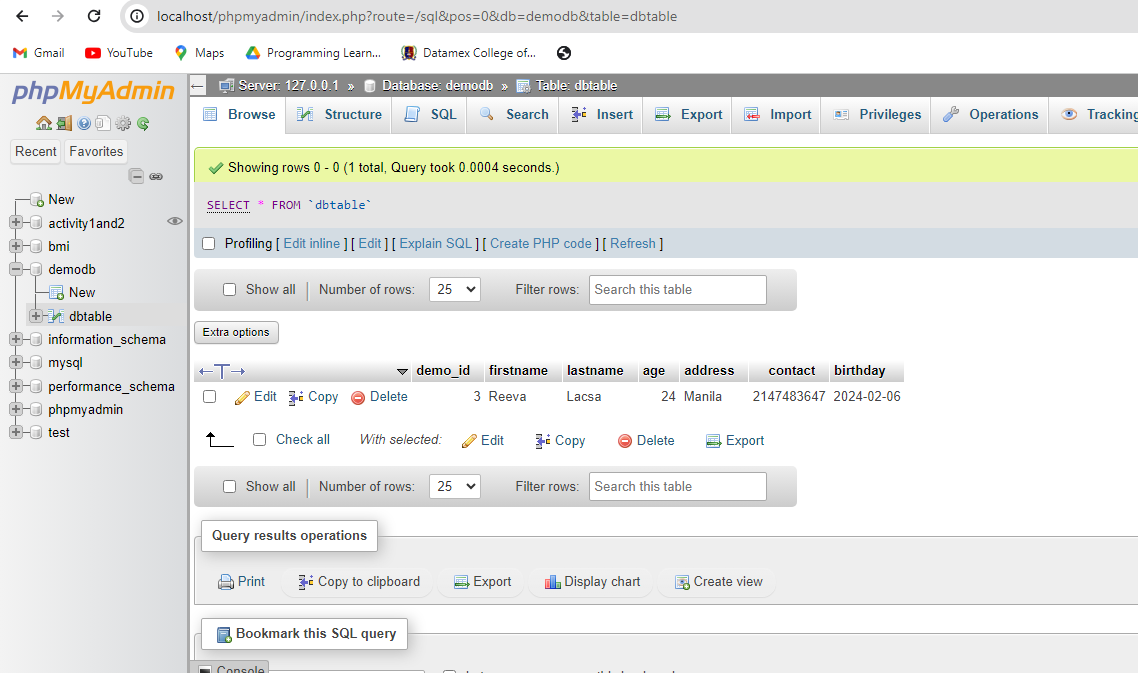 localhost/phpmyadmin/index.php?route=/sql&pos=0&db=demodb&table=dbtable
Gmail YouTube Maps Programming Learn... Datamex College of...
phpMyAdmin
Recent Favorites
New
activity1and2
bmi
demodb
New
dbtable
information_schema
mysql
performance_schema
phpmyadmin
test
Server: 127.0.0.1 » Database: demodb » Table: dbtable
Browse Structure SQL Search Insert Export Import Privileges Operations Tracking
Showing rows 0 - 0 (1 total, Query took 0.0004 seconds.)
SELECT * FROM `dbtable`
Profiling [ Edit inline ] [ Edit ] [ Explain SQL ] [ Create PHP code ] [ Refresh ]
Show all Number of rows: 25 Filter rows: Search this table
Extra options
demo_id firstname lastname age address contact birthday
Edit Copy Delete 3 Reeva Lacsa 24 Manila 2147483647 2024-02-06
Check all With selected: Edit Copy Delete Export
Show all Number of rows: 25 Filter rows: Search this table
Query results operations
Print Copy to clipboard Export Display chart Create view
Bookmark this SQL query
Console